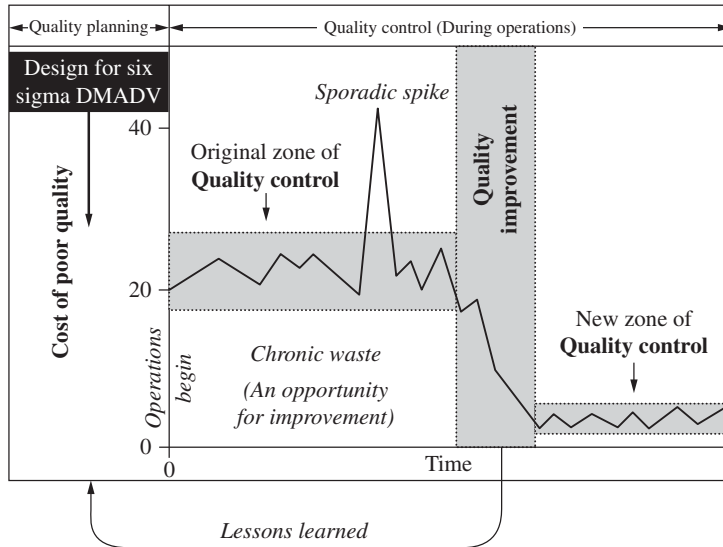 Quality planning
Quality control (During operations)
Design for six
sigma DMADV
Sporadic spike
40
Original zone of
Quality control
Quality
improvement
Cost of poor quality
20
New zone of
Quality control
Operations
begin
Chronic waste
(An opportunity
for improvement)
0
0
Time
Lessons learned